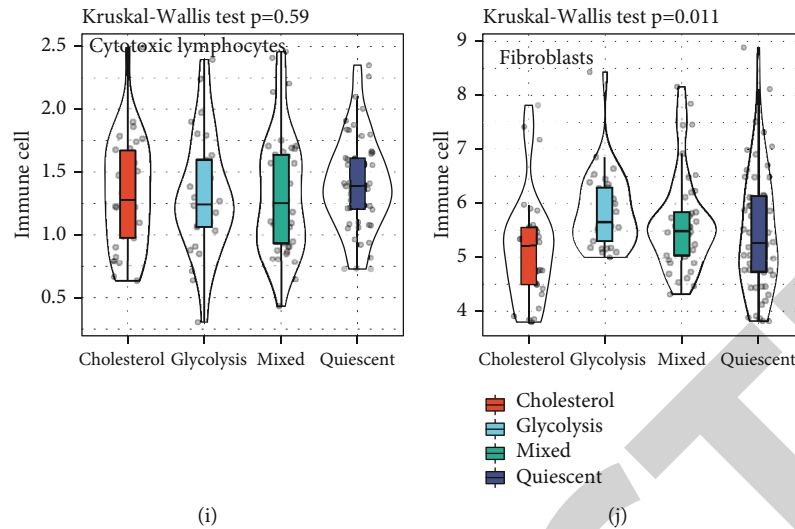 Kruskal-Wallis test p=0.59
Cytotoxic lymphocytes
Immune cell
2.5
2.0
1.5
1.0
0.5
Cholesterol Glycolysis Mixed Quiescent
(i)
Kruskal-Wallis test p=0.011
Fibroblasts
Immune cell
9
8
7
6
5
4
Cholesterol Glycolysis Mixed Quiescent
Cholesterol
Glycolysis
Mixed
Quiescent
(j)